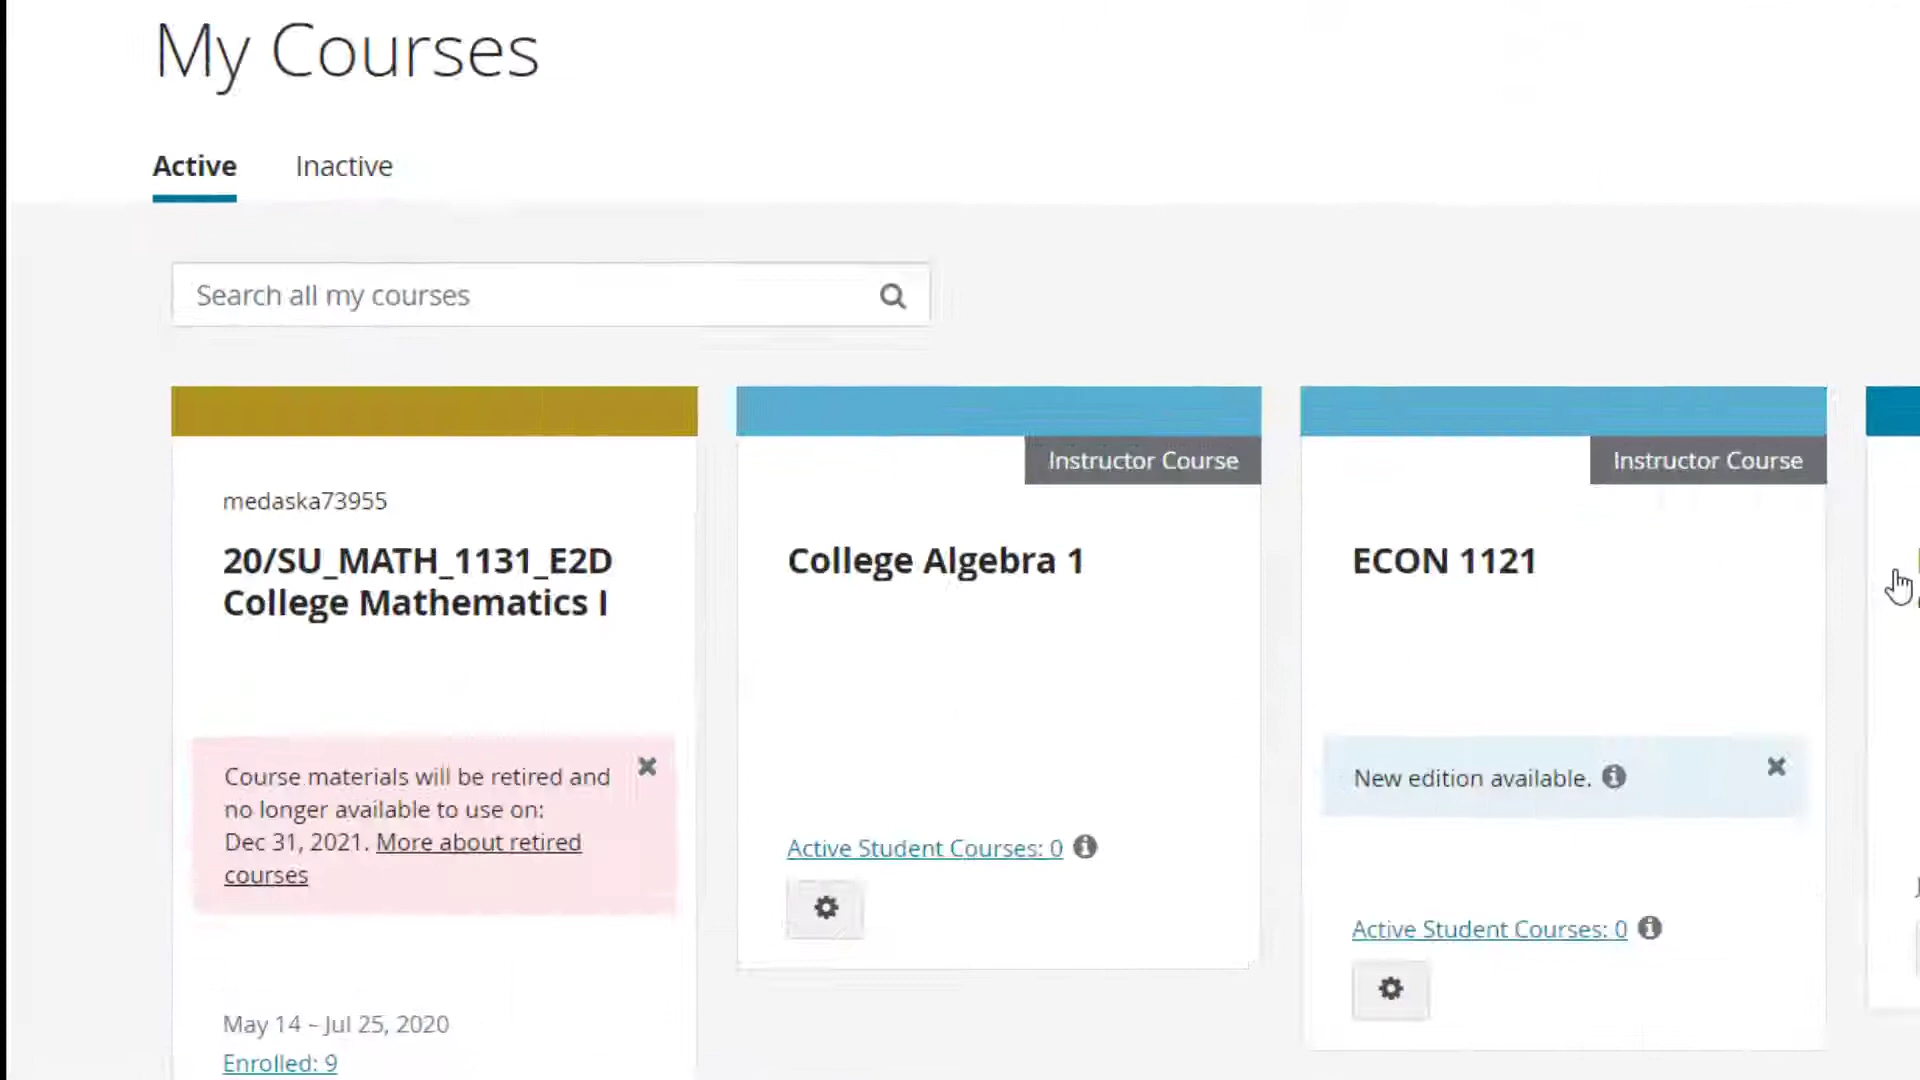 My Courses
Active Inactive
Search all my courses
medaska73955
20/SU_MATH_1131_E2D
College Mathematics I
Course materials will be retired and
no longer available to use on:
Dec 31, 2021. More about retired
courses
May 14 – Jul 25, 2020
Enrolled: 9
Instructor Course
College Algebra 1
Active Student Courses: 0
Instructor Course
ECON 1121
New edition available.
Active Student Courses: 0